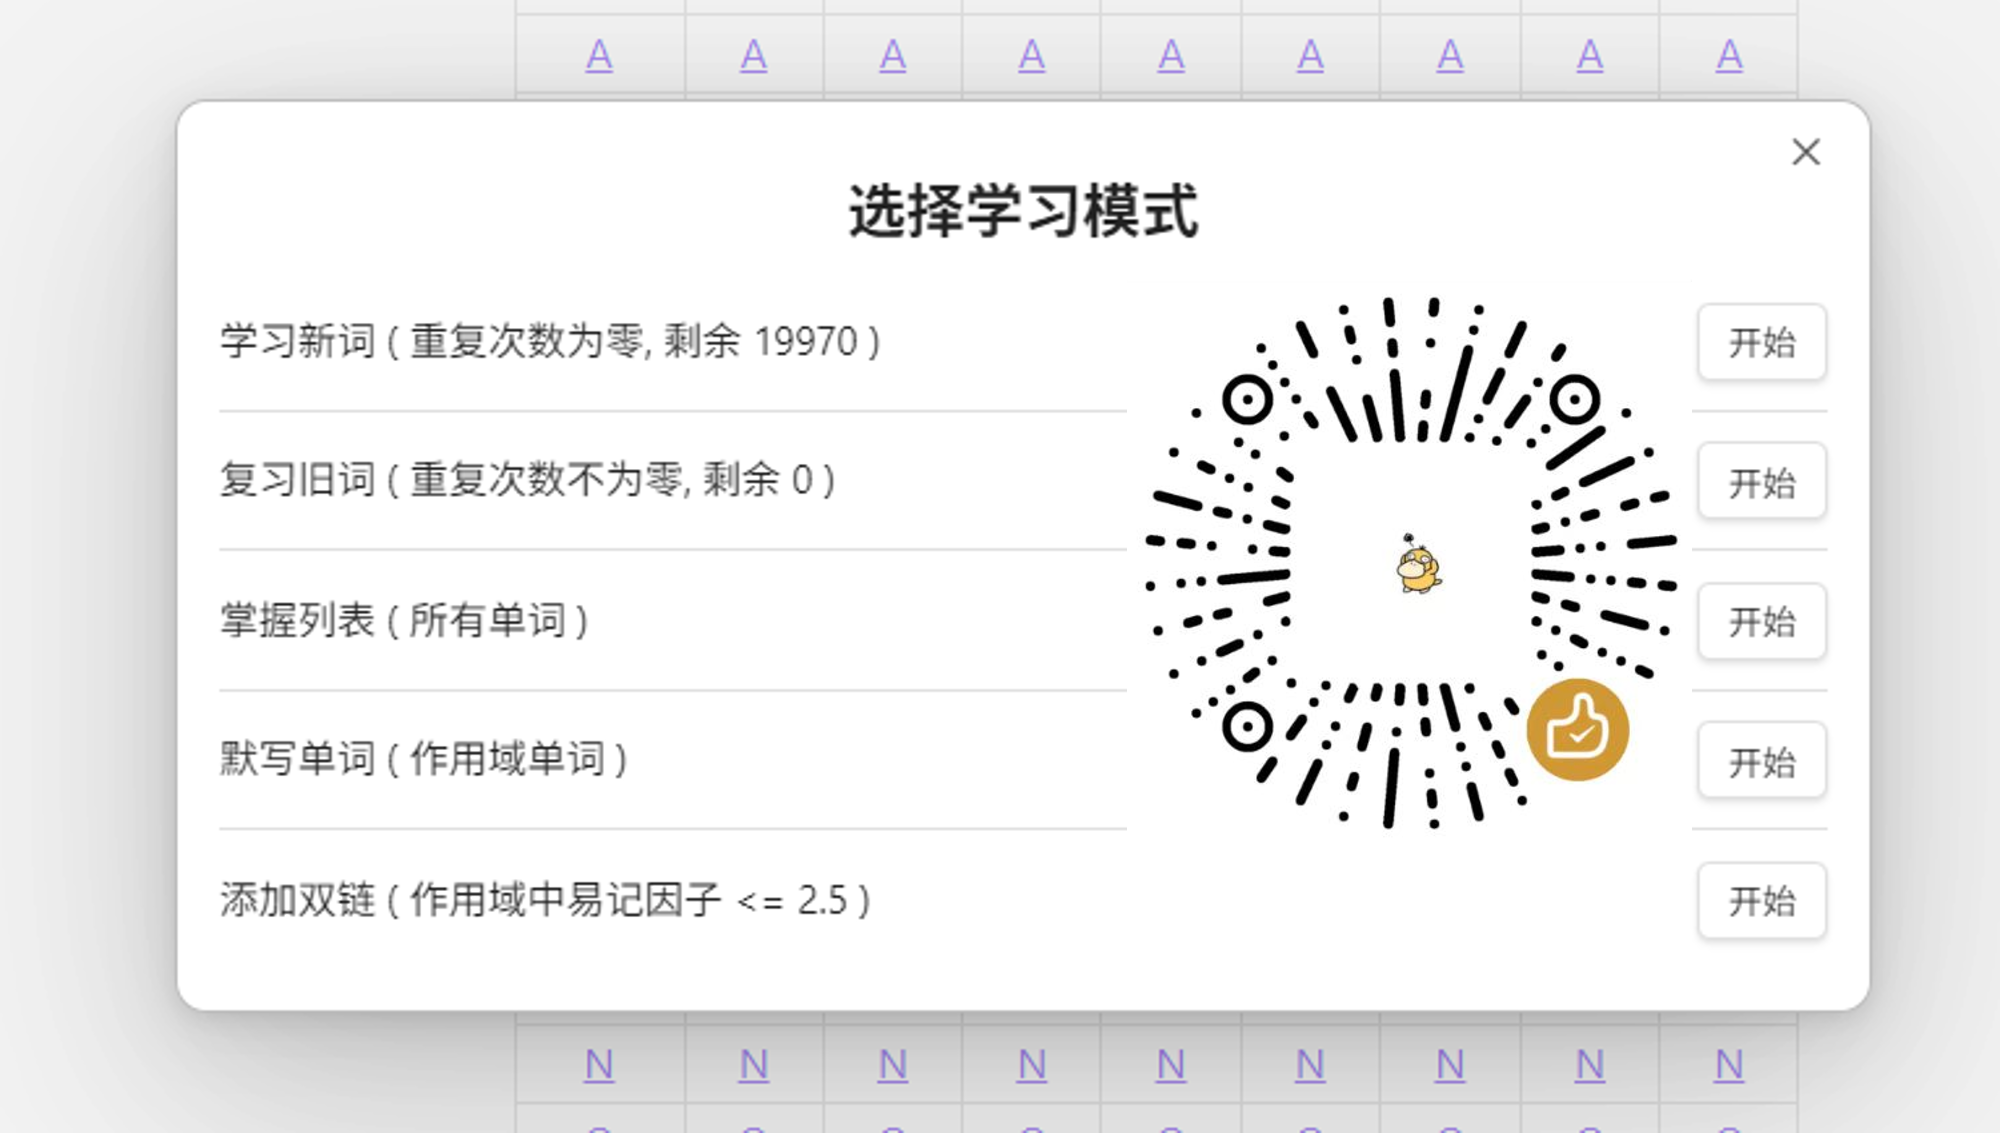 A A A A A A A A A
选择学习模式
学习新词 ( 重复次数为零, 剩余 19970 ) 开始
复习旧词 ( 重复次数不为零, 剩余 0 ) 开始
掌握列表 ( 所有单词 ) 开始
默写单词 ( 作用域单词 ) 开始
添加双链 ( 作用域中易记因子 <= 2.5 ) 开始
N N N N N N N N N